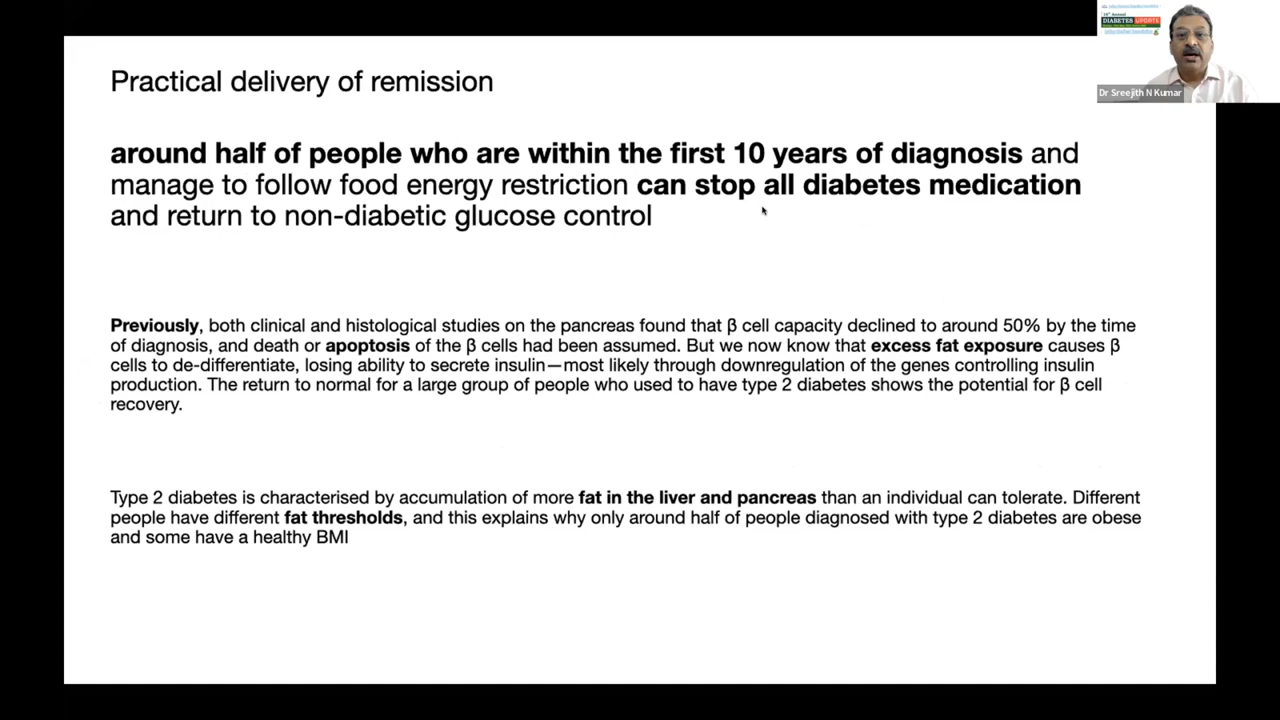 Practical delivery of remission
around half of people who are within the first 10 years of diagnosis and
manage to follow food energy restriction can stop all diabetes medication
and return to non-diabetic glucose control
Previously, both clinical and histological studies on the pancreas found that β cell capacity declined to around 50% by the time
of diagnosis, and death or apoptosis of the β cells had been assumed. But we now know that excess fat exposure causes β
cells to de-differentiate, losing ability to secrete insulin—most likely through downregulation of the genes controlling insulin
production. The return to normal for a large group of people who used to have type 2 diabetes shows the potential for β cell
recovery.
Type 2 diabetes is characterised by accumulation of more fat in the liver and pancreas than an individual can tolerate. Different
people have different fat thresholds, and this explains why only around half of people diagnosed with type 2 diabetes are obese
and some have a healthy BMI
Annual
DIABETES UPDATE
Dr Sreejith N Kumar